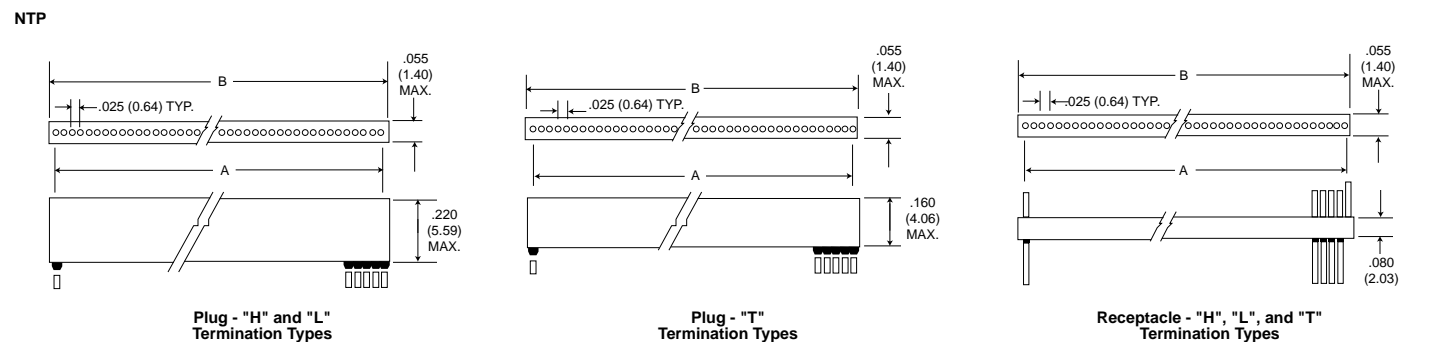 NTP
B
.055
(1.40)
MAX.
.025 (0.64) TYP.
A
.220
(5.59)
MAX.
Plug - "H" and "L"
Termination Types
B
.055
(1.40)
MAX.
.025 (0.64) TYP.
A
.160
(4.06)
MAX.
Plug - "T"
Termination Types
B
.055
(1.40)
MAX.
.025 (0.64) TYP.
A
.080
(2.03)
Receptacle - "H", "L", and "T"
Termination Types